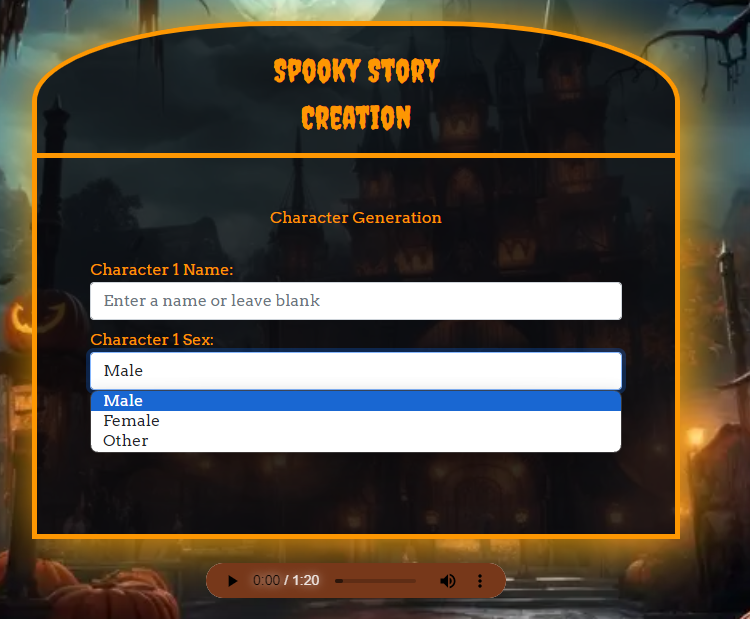 SPOOKY STORY
CREATION
Character Generation
Character 1 Name:
Enter a name or leave blank
Character 1 Sex:
Male
Male
Female
Other
0:00 / 1:20